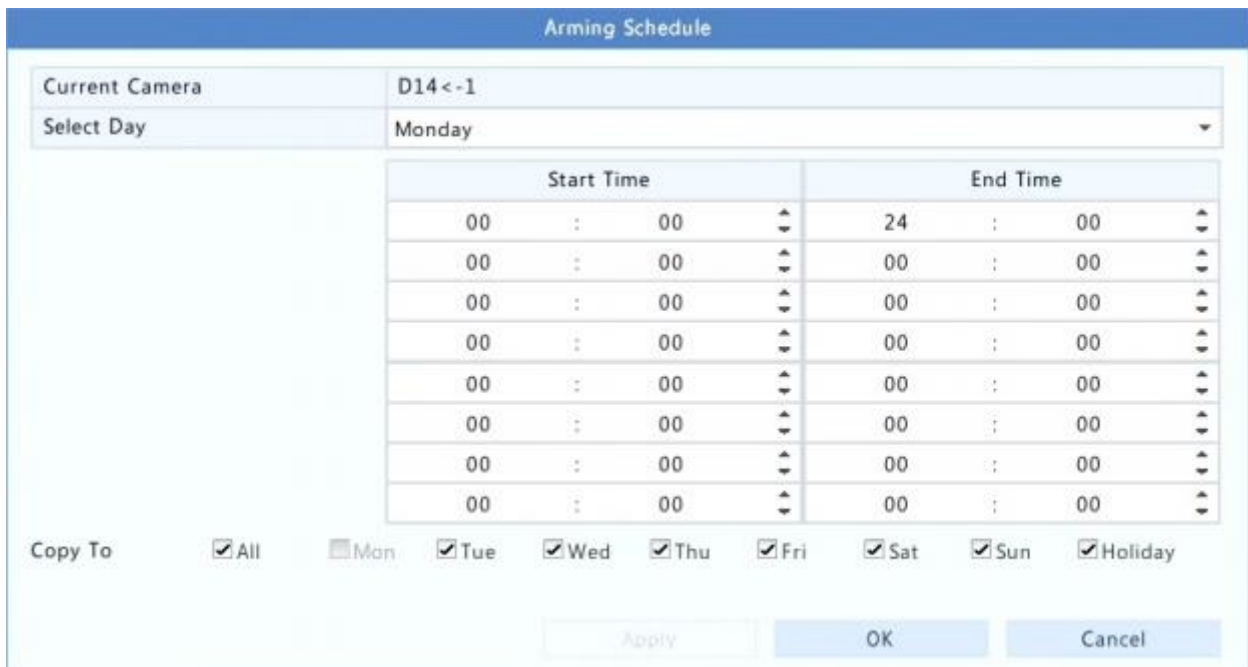 Arming Schedule
Current Camera D14<-1
Select Day Monday
Start Time End Time
00 : 00 24 : 00
00 : 00 00 : 00
00 : 00 00 : 00
00 : 00 00 : 00
00 : 00 00 : 00
00 : 00 00 : 00
00 : 00 00 : 00
00 : 00 00 : 00
Copy To All Mon Tue Wed Thu Fri Sat Sun Holiday
Apply OK Cancel